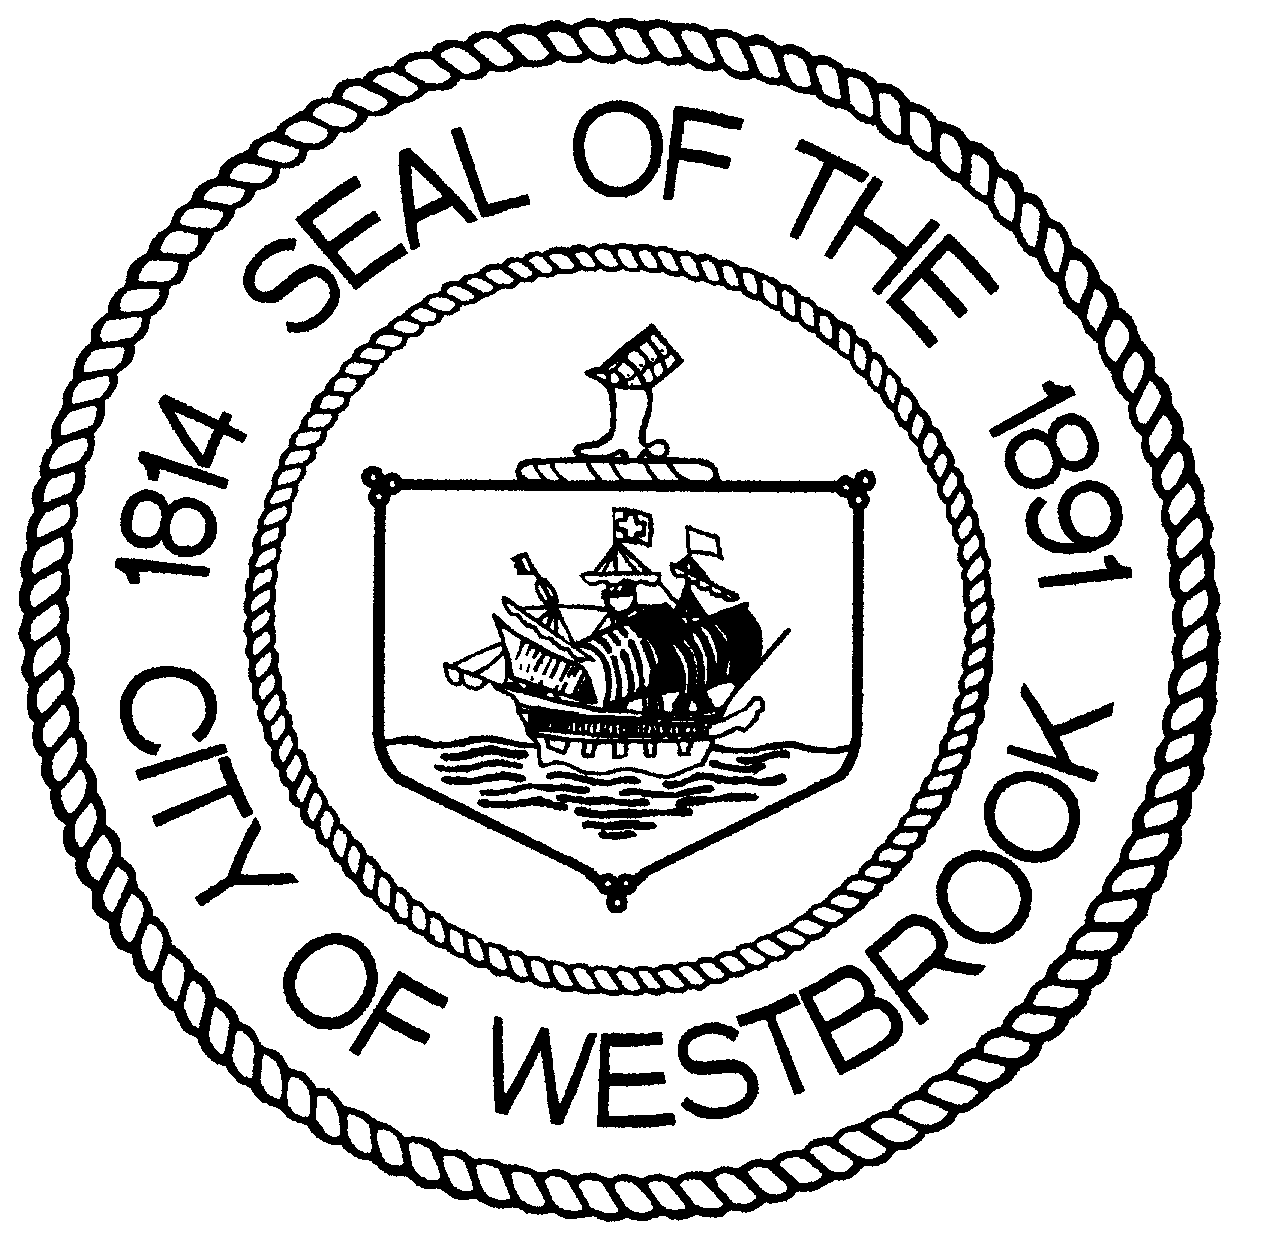 SEAL OF THE
1814
1891
CITY OF WESTBROOK